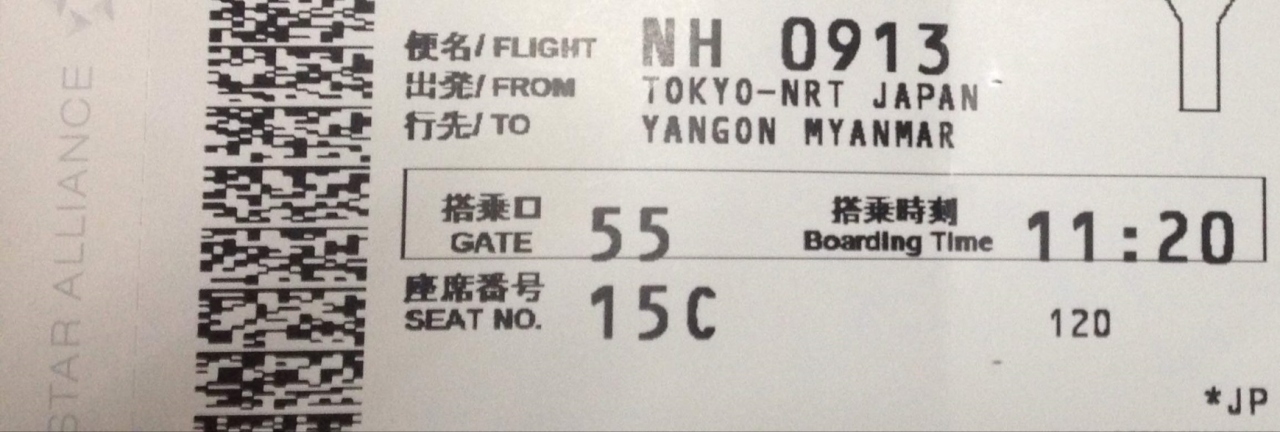 STAR ALLIANCE
便名/ FLIGHT NH 0913
出発/ FROM TOKYO-NRT JAPAN
行先/ TO YANGON MYANMAR
搭乗口 搭乗時刻
GATE 55 Boarding Time 11:20
座席番号
SEAT NO. 15C 120
*JP